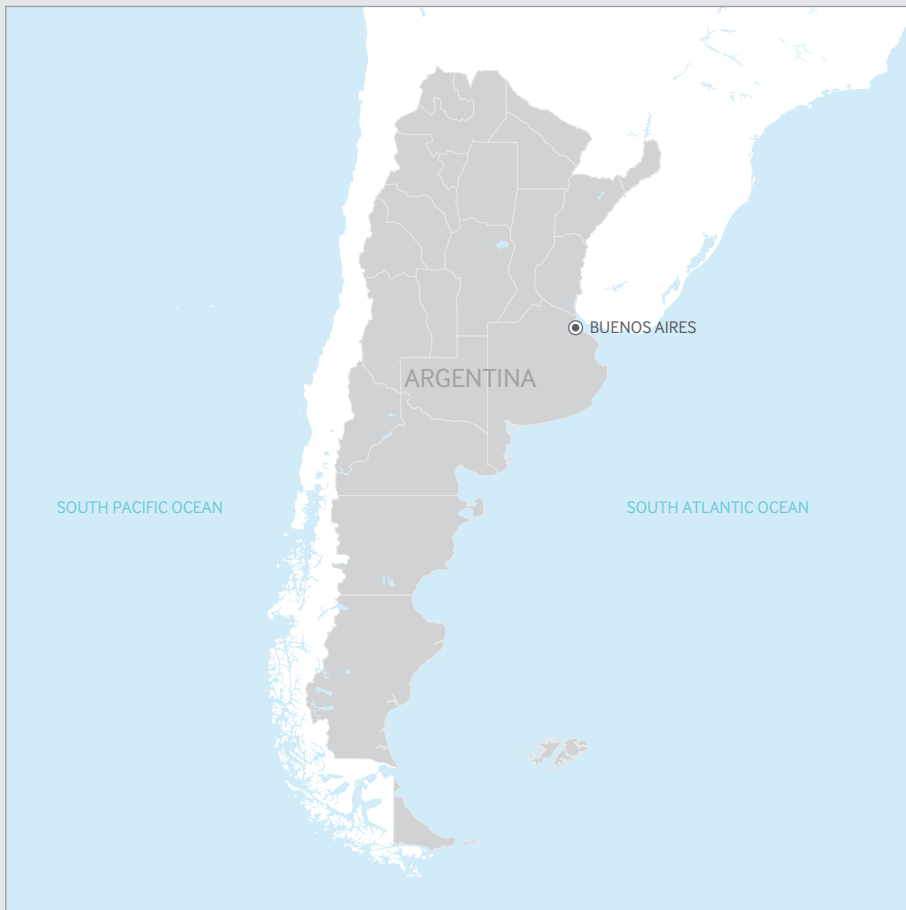 BUENOS AIRES
ARGENTINA
SOUTH PACIFIC OCEAN
SOUTH ATLANTIC OCEAN